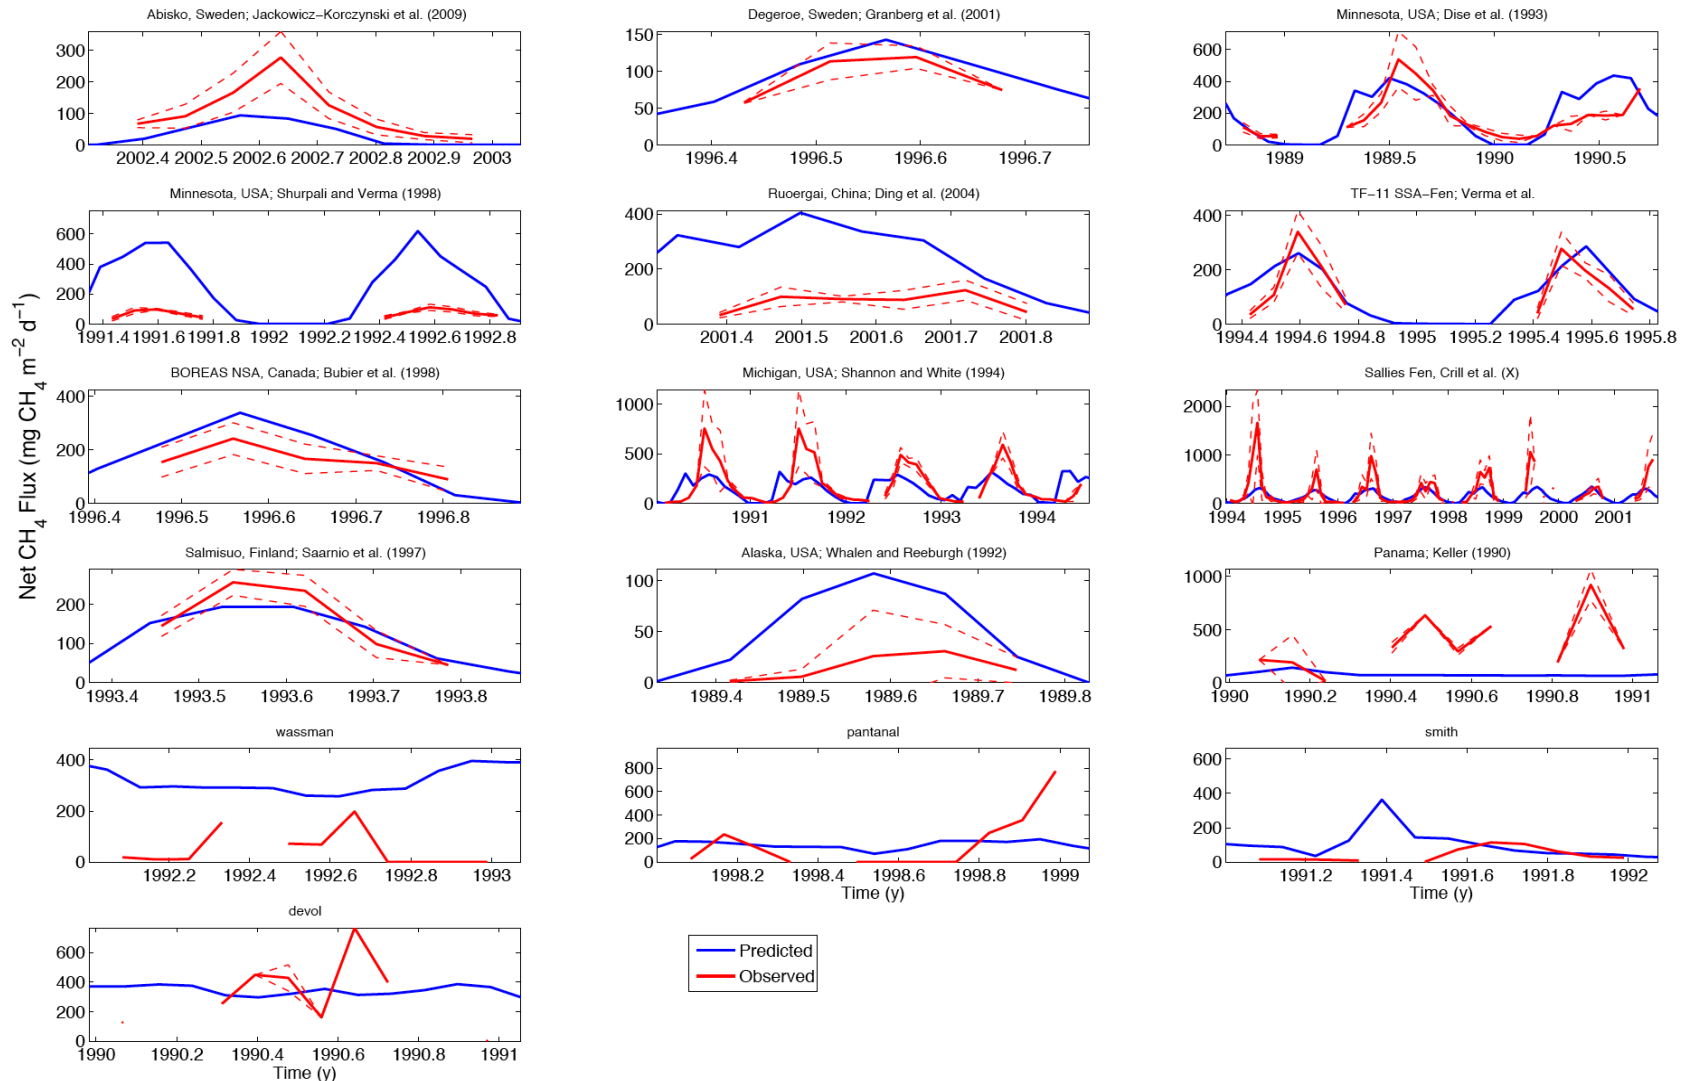 Abisko, Sweden; Jackowicz−Korczynski et al. (2009)
300
200
100
0
2002.4 2002.5 2002.6 2002.7 2002.8 2002.9 2003
Degeroe, Sweden; Granberg et al. (2001)
150
100
50
0
1996.4 1996.5 1996.6 1996.7
Minnesota, USA; Dise et al. (1993)
600
400
200
0
1989 1989.5 1990 1990.5
Minnesota, USA; Shurpali and Verma (1998)
600
400
200
0
1991.4 1991.6 1991.8 1992 1992.2 1992.4 1992.6 1992.8
Ruoergai, China; Ding et al. (2004)
400
200
0
2001.4 2001.5 2001.6 2001.7 2001.8
TF−11 SSA−Fen; Verma et al.
400
200
0
1994.4 1994.6 1994.8 1995 1995.2 1995.4 1995.6 1995.8
Net CH4 Flux (mg CH4 m−2 d−1)
BOREAS NSA, Canada; Bubier et al. (1998)
400
200
0
1996.4 1996.5 1996.6 1996.7 1996.8
Michigan, USA; Shannon and White (1994)
1000
500
0
1991 1992 1993 1994
Sallies Fen, Crill et al. (X)
2000
1000
0
1994 1995 1996 1997 1998 1999 2000 2001
Salmisuo, Finland; Saarnio et al. (1997)
200
100
0
1993.4 1993.5 1993.6 1993.7 1993.8
Alaska, USA; Whalen and Reeburgh (1992)
100
50
0
1989.4 1989.5 1989.6 1989.7 1989.8
Panama; Keller (1990)
1000
500
0
1990 1990.2 1990.4 1990.6 1990.8 1991
wassman
400
200
0
1992.2 1992.4 1992.6 1992.8 1993
pantanal
800
600
400
200
0
1998.2 1998.4 1998.6 1998.8 1999
Time (y)
smith
600
400
200
0
1991.2 1991.4 1991.6 1991.8 1992
Time (y)
devol
600
400
200
0
1990 1990.2 1990.4 1990.6 1990.8 1991
Time (y)
Predicted
Observed